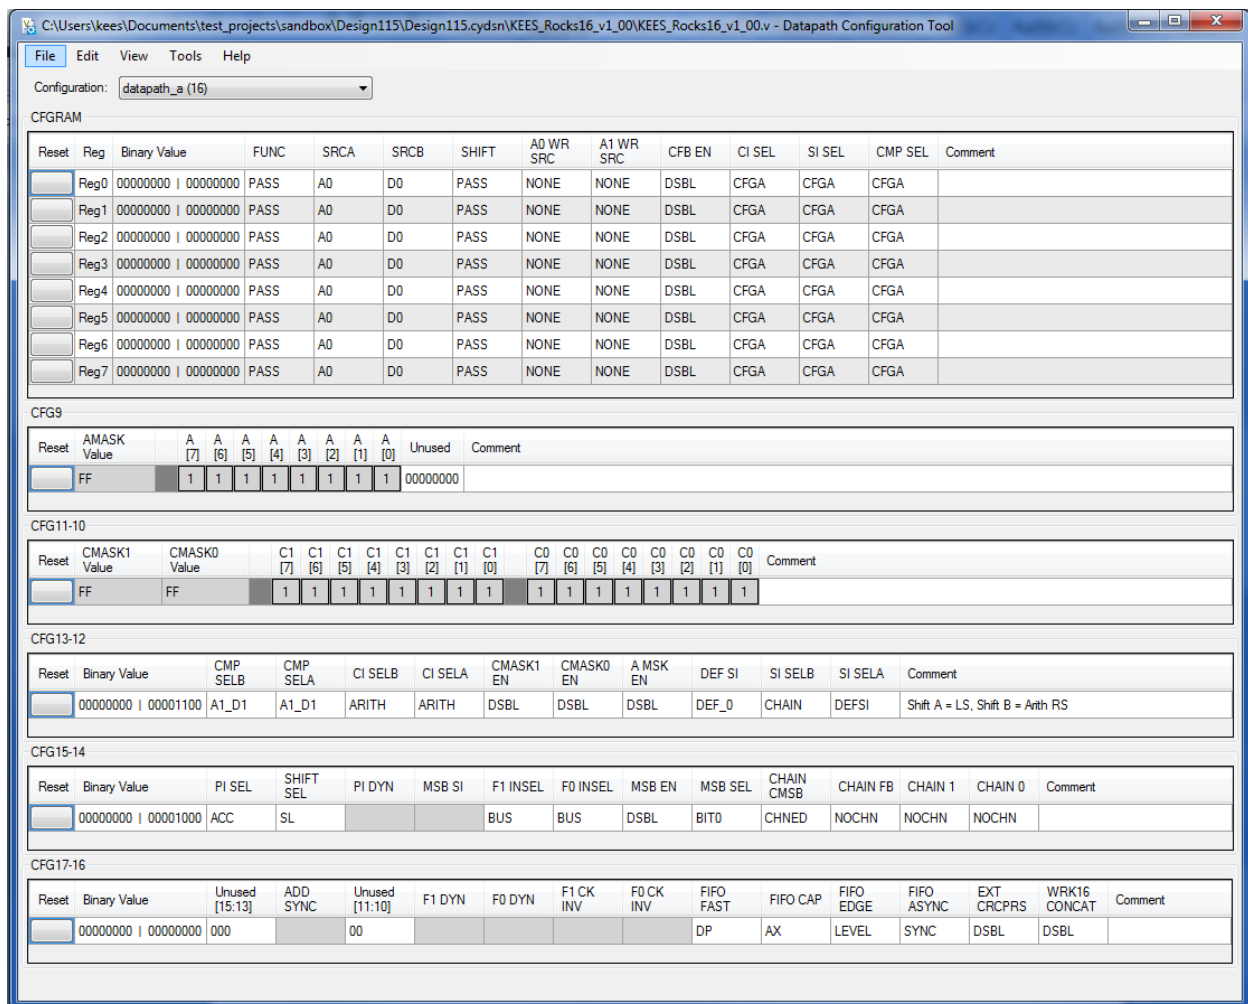 C:\Users\kees\Documents\test_projects\sandbox\Design115\Design115.cydsn\KEES_Rocks16_v1_00\KEES_Rocks16_v1_00.v - Datapath Configuration Tool
File Edit View Tools Help
Configuration: datapath_a (16)
CFGRAM
Reset Reg Binary Value FUNC SRCA SRCB SHIFT A0 WR SRC A1 WR SRC CFB EN CI SEL SI SEL CMP SEL Comment
Reg0 00000000 | 00000000 PASS A0 D0 PASS NONE NONE DSBL CFGA CFGA CFGA
Reg1 00000000 | 00000000 PASS A0 D0 PASS NONE NONE DSBL CFGA CFGA CFGA
Reg2 00000000 | 00000000 PASS A0 D0 PASS NONE NONE DSBL CFGA CFGA CFGA
Reg3 00000000 | 00000000 PASS A0 D0 PASS NONE NONE DSBL CFGA CFGA CFGA
Reg4 00000000 | 00000000 PASS A0 D0 PASS NONE NONE DSBL CFGA CFGA CFGA
Reg5 00000000 | 00000000 PASS A0 D0 PASS NONE NONE DSBL CFGA CFGA CFGA
Reg6 00000000 | 00000000 PASS A0 D0 PASS NONE NONE DSBL CFGA CFGA CFGA
Reg7 00000000 | 00000000 PASS A0 D0 PASS NONE NONE DSBL CFGA CFGA CFGA
CFG9
Reset AMASK Value A [7] A [6] A [5] A [4] A [3] A [2] A [1] A [0] Unused Comment
FF 1 1 1 1 1 1 1 1 00000000
CFG11-10
Reset CMASK1 Value CMASK0 Value C1 [7] C1 [6] C1 [5] C1 [4] C1 [3] C1 [2] C1 [1] C1 [0] C0 [7] C0 [6] C0 [5] C0 [4] C0 [3] C0 [2] C0 [1] C0 [0] Comment
FF FF 1 1 1 1 1 1 1 1 1 1 1 1 1 1 1 1
CFG13-12
Reset Binary Value CMP SELB CMP SELA CI SELB CI SELA CMASK1 EN CMASK0 EN A MSK EN DEF SI SI SELB SI SELA Comment
00000000 | 00001100 A1_D1 A1_D1 ARITH ARITH DSBL DSBL DSBL DEF_0 CHAIN DEFSI Shift A = LS, Shift B = Arith RS
CFG15-14
Reset Binary Value PI SEL SHIFT SEL PI DYN MSB SI F1 INSEL F0 INSEL MSB EN MSB SEL CHAIN CMSB CHAIN FB CHAIN 1 CHAIN 0 Comment
00000000 | 00001000 ACC SL BUS BUS DSBL BIT0 CHNED NOCHN NOCHN NOCHN
CFG17-16
Reset Binary Value Unused [15:13] ADD SYNC Unused [11:10] F1 DYN F0 DYN F1 CK INV F0 CK INV FIFO FAST FIFO CAP FIFO EDGE FIFO ASYNC EXT CRCPRS WRK16 CONCAT Comment
00000000 | 00000000 000 00 DP AX LEVEL SYNC DSBL DSBL